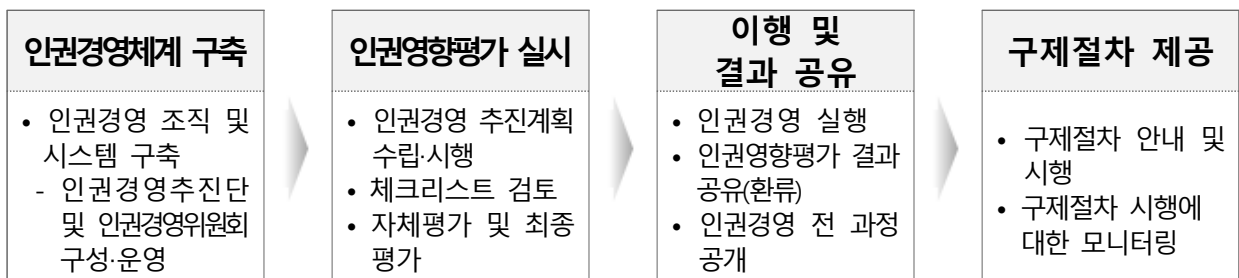 인권경영체계 구축
• 인권경영 조직 및
시스템 구축
- 인권경영추진단
및 인권경영위원회
구성·운영
인권영향평가 실시
• 인권경영 추진계획
수립·시행
• 체크리스트 검토
• 자체평가 및 최종
평가
이행 및
결과 공유
• 인권경영 실행
• 인권영향평가 결과
공유(환류)
• 인권경영 전 과정
공개
구제절차 제공
• 구제절차 안내 및
시행
• 구제절차 시행에
대한 모니터링